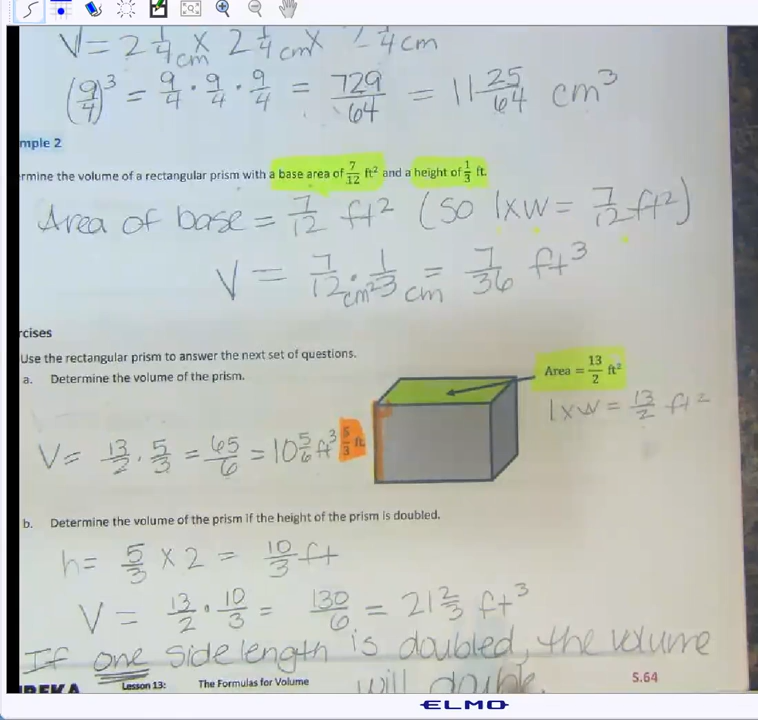 V = 2 1/4 cm x 2 1/4 cm x 2 1/4 cm
(9/4)³ = 9/4 · 9/4 · 9/4 = 729/64 = 11 25/64 cm³
mple 2
rmine the volume of a rectangular prism with a base area of 7/12 ft² and a height of 1/3 ft.
Area of base = 7/12 ft² (so lxw = 7/12 ft²)
V = 7/12 cm² · 1/3 cm = 7/36 ft³
rcises
Use the rectangular prism to answer the next set of questions.
a. Determine the volume of the prism.
Area = 13/2 ft²
lxw = 13/2 ft²
V = 13/2 · 5/3 = 65/6 = 10 5/6 ft³
5/3 ft.
b. Determine the volume of the prism if the height of the prism is doubled.
h = 5/3 x 2 = 10/3 ft
V = 13/2 · 10/3 = 130/6 = 21 2/3 ft³
If one side length is doubled, the volume
will double.
REKA Lesson 13: The Formulas for Volume 5.64
ELMO